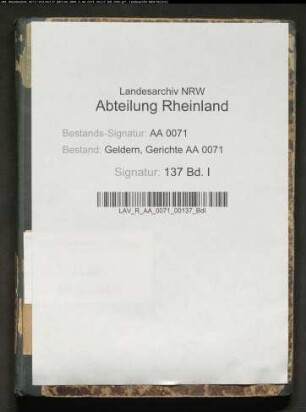 Landesarchiv NRW
Abteilung Rheinland
Bestands-Signatur: AA 0071
Bestand: Geldern, Gerichte AA 0071
Signatur: 137 Bd. I
LAV_R_AA_0071_00137_BdI